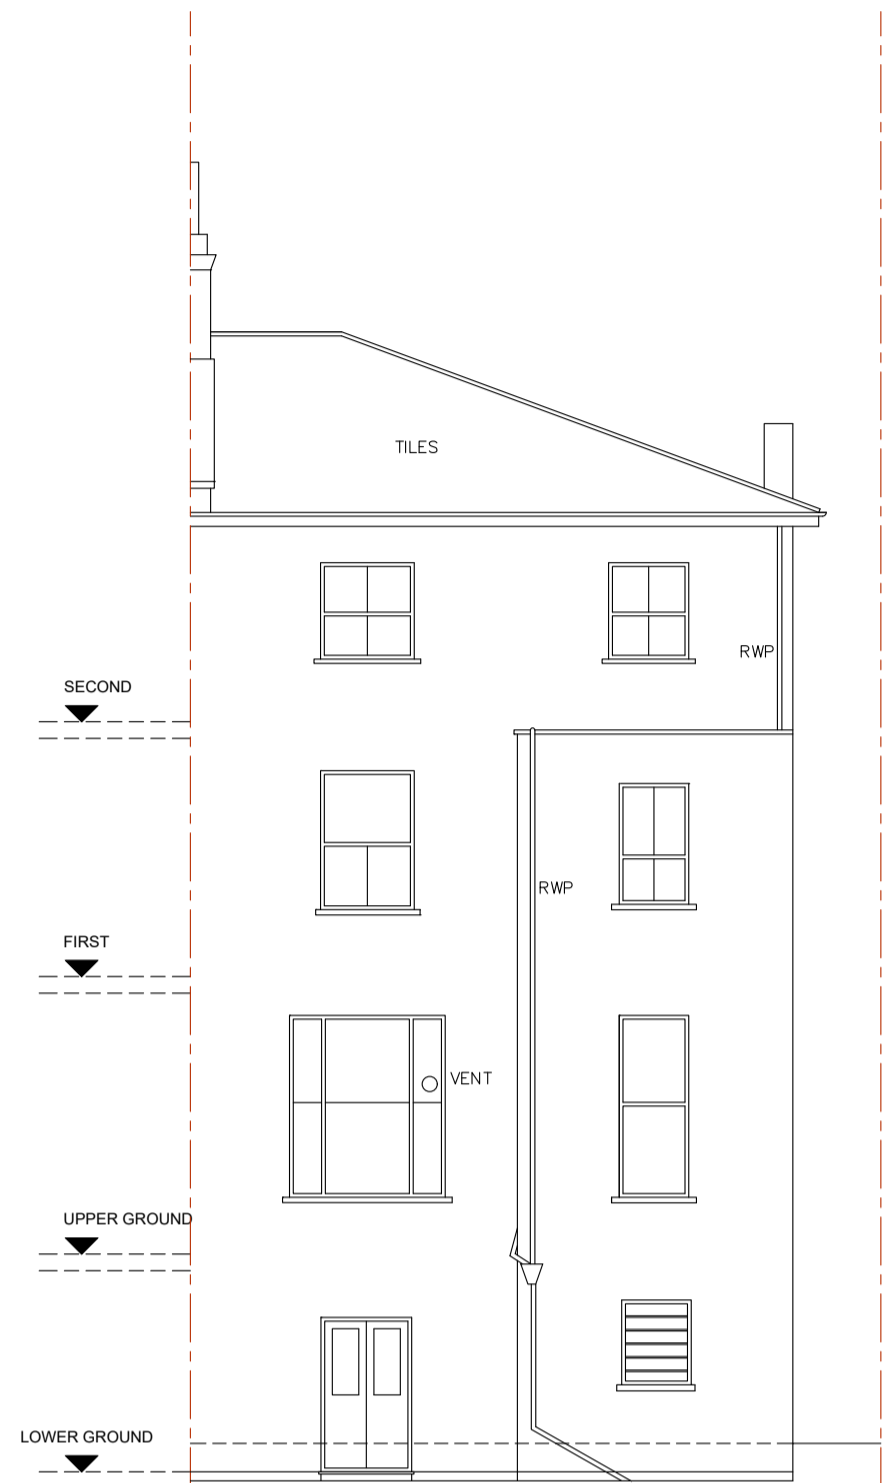 TILES
RWP
SECOND
RWP
FIRST
VENT
UPPER GROUND
LOWER GROUND